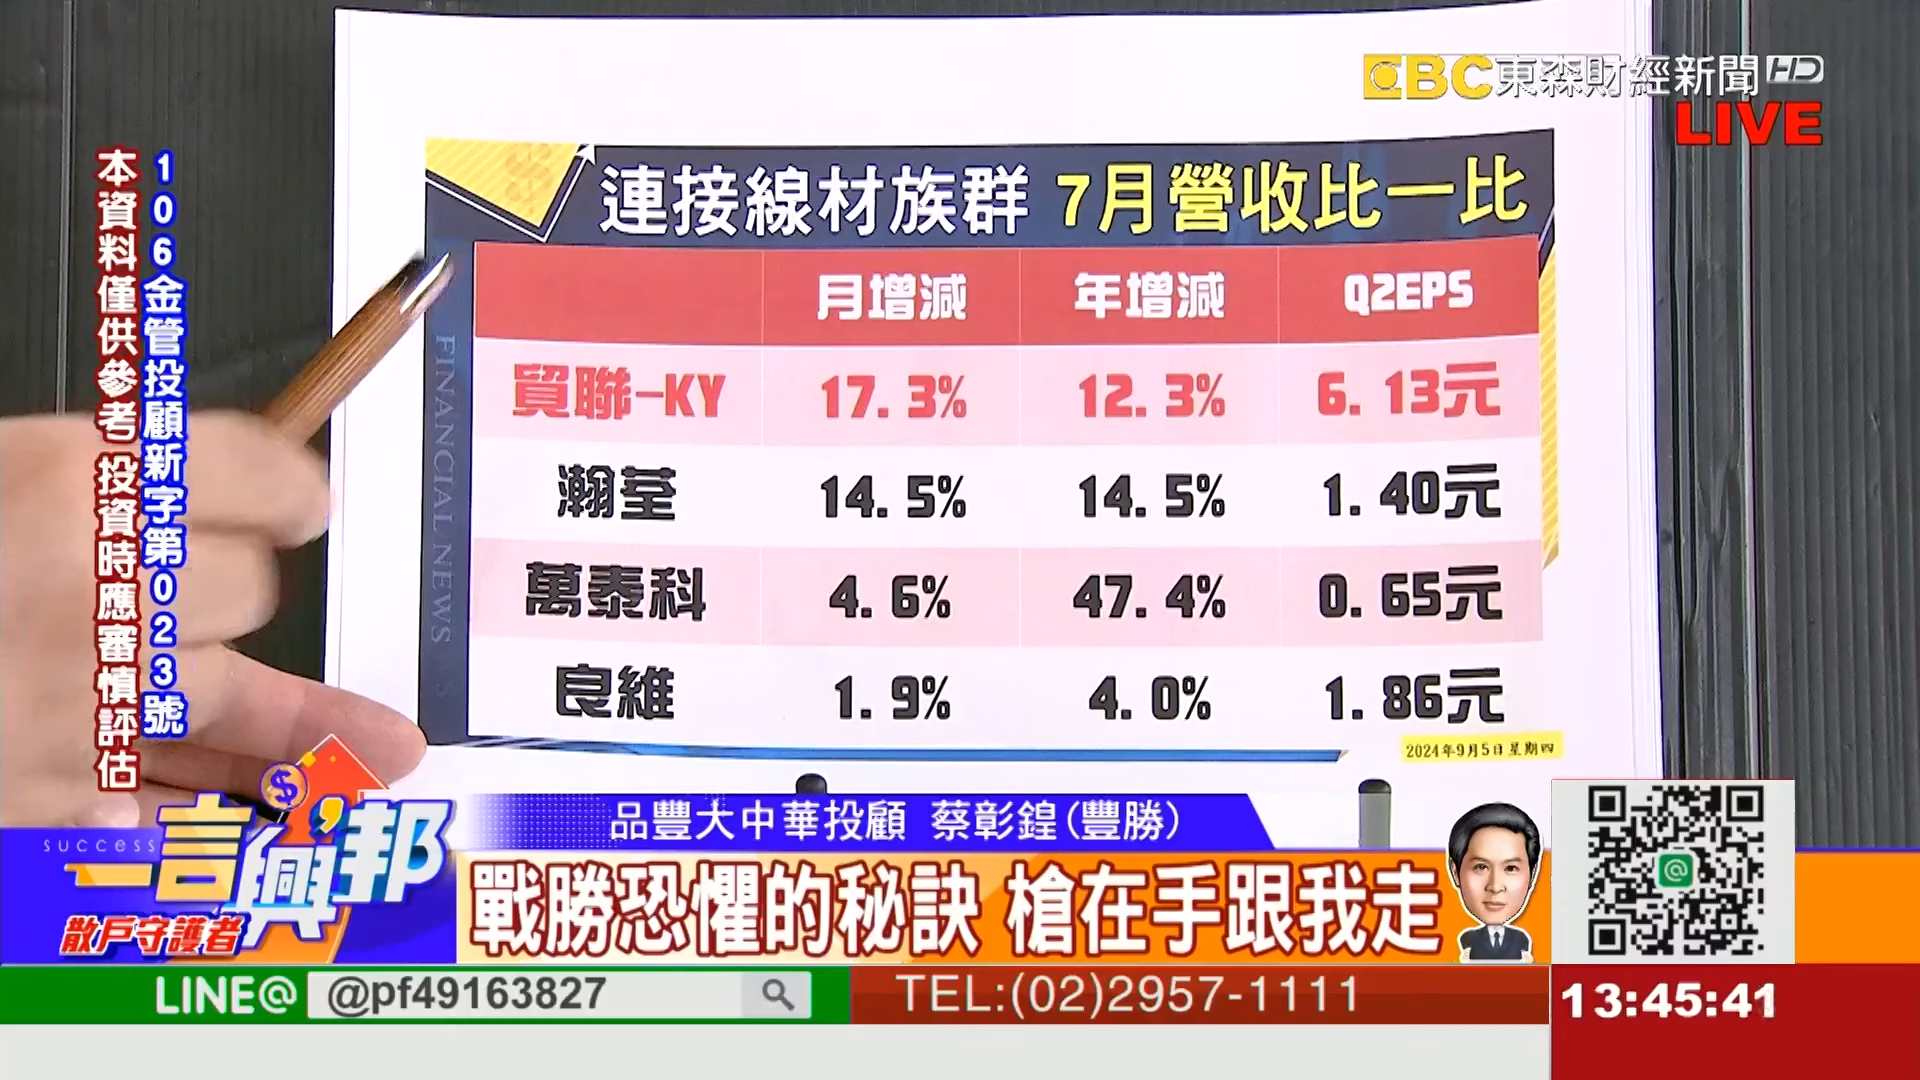 EBC東森財經新聞HD
LIVE
106金管投顧新字第023號
本資料僅供參考 投資時應審慎評估
連接線材族群 7月營收比一比
月增減 年增減 Q2EPS
貿聯-KY 17.3% 12.3% 6.13元
瀚荃 14.5% 14.5% 1.40元
萬泰科 4.6% 47.4% 0.65元
良維 1.9% 4.0% 1.86元
FINANCIAL NEWS
2024年9月5日星期四
success
一言興邦
散戶守護者
品豐大中華投顧 蔡彰鍠(豐勝)
戰勝恐懼的秘訣 槍在手跟我走
LINE@ @pf49163827
TEL:(02)2957-1111
13:45:41